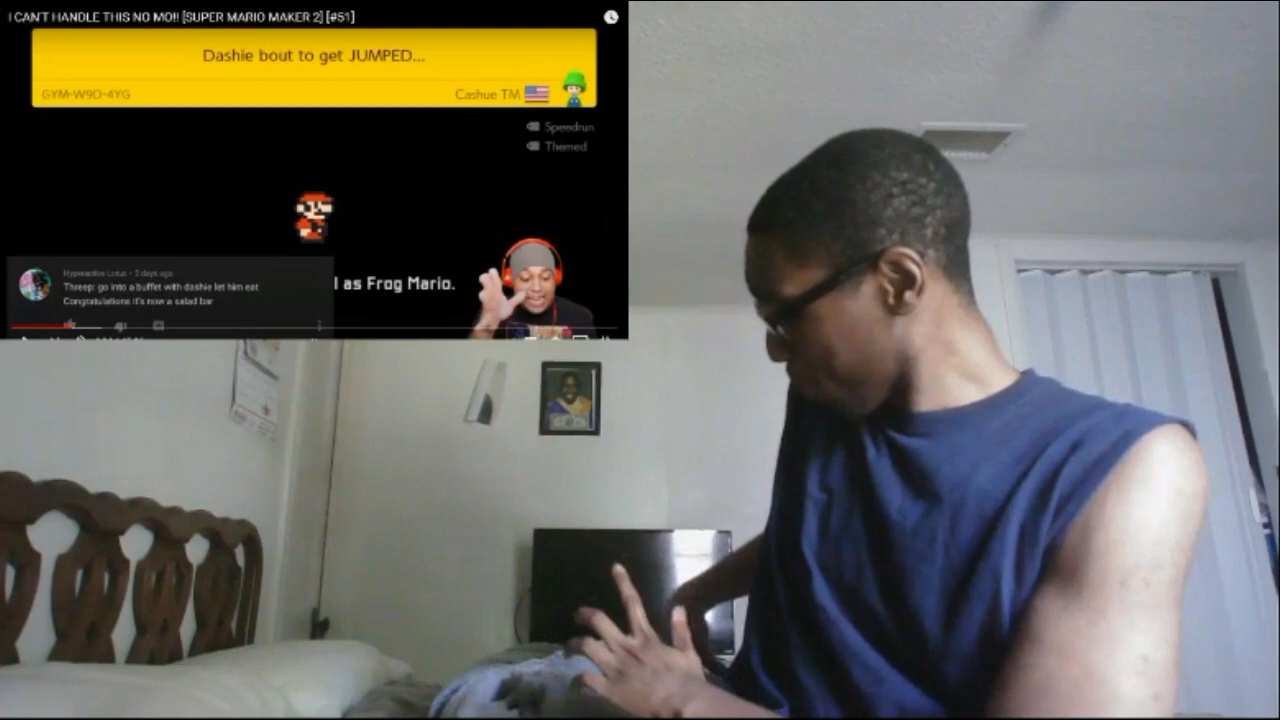 I CAN'T HANDLE THIS NO MO!! [SUPER MARIO MAKER 2] [#51]
Dashie bout to get JUMPED...
GYM-W9D-4YG
Cashue TM
Speedrun
Themed
l as Frog Mario.
Hyperactive Lotus • 2 days ago
Threep: go into a buffet with dashie let him eat
Congratulations it's now a salad bar